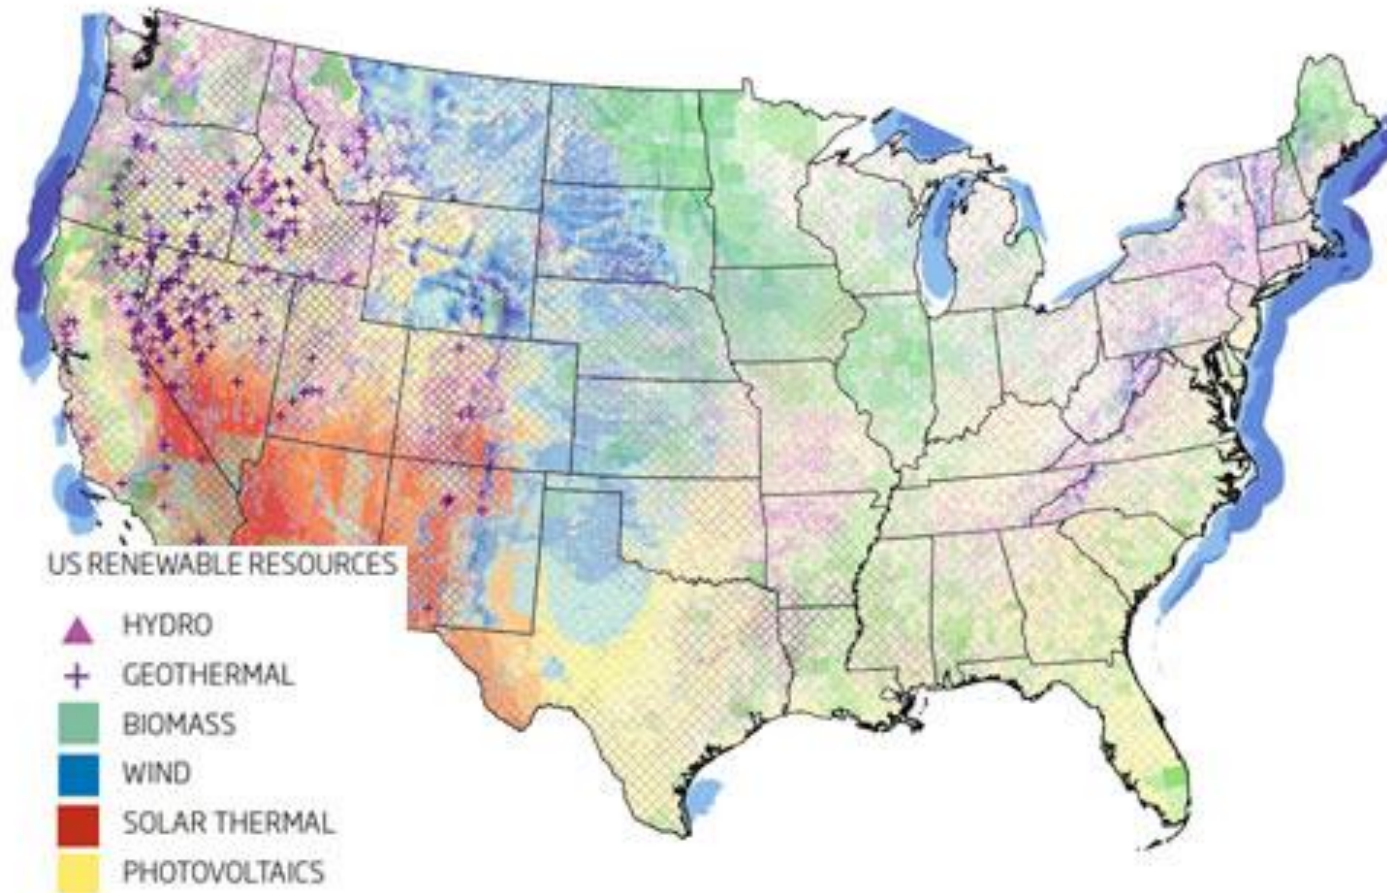 US RENEWABLE RESOURCES
HYDRO
GEOTHERMAL
BIOMASS
WIND
SOLAR THERMAL
PHOTOVOLTAICS